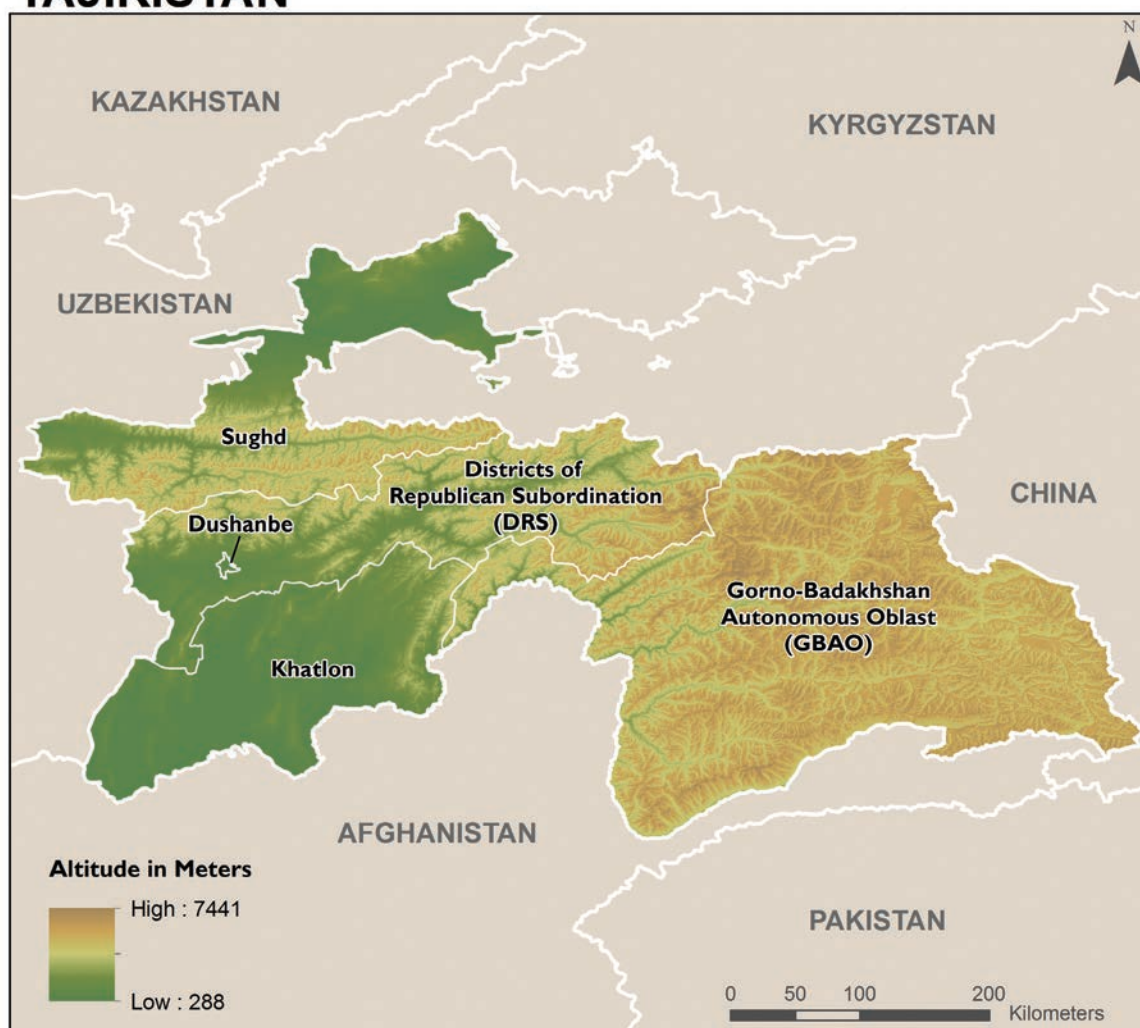 TAJIKISTAN
N
KAZAKHSTAN
KYRGYZSTAN
UZBEKISTAN
Sughd
Districts of
Republican Subordination
(DRS)
CHINA
Dushanbe
Gorno-Badakhshan
Autonomous Oblast
(GBAO)
Khatlon
AFGHANISTAN
Altitude in Meters
High : 7441
Low : 288
PAKISTAN
0 50 100 200
Kilometers